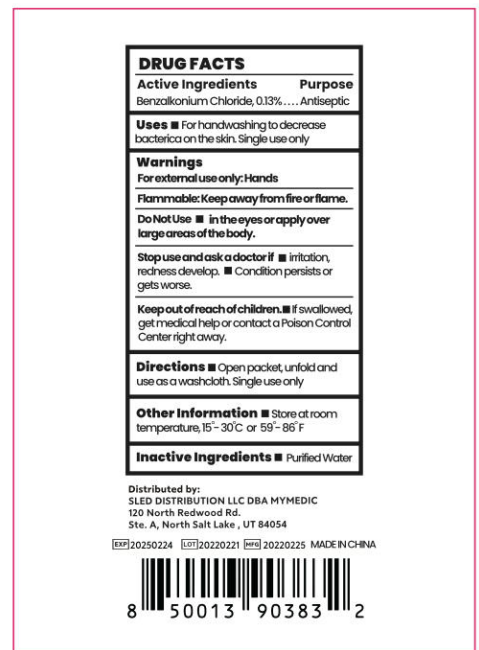 DRUG FACTS
Active Ingredients Purpose
Benzalkonium Chloride, 0.13% .... Antiseptic
Uses ■ For handwashing to decrease
bacterica on the skin. Single use only
Warnings
For external use only: Hands
Flammable: Keep away from fire or flame.
Do Not Use ■ in the eyes or apply over
large areas of the body.
Stop use and ask a doctor if ■ irritation,
redness develop. ■ Condition persists or
gets worse.
Keep out of reach of children. ■ If swallowed,
get medical help or contact a Poison Control
Center right away.
Directions ■ Open packet, unfold and
use as a washcloth. Single use only
Other Information ■ Store at room
temperature, 15°- 30°C or 59°- 86°F
Inactive Ingredients ■ Purified Water
Distributed by:
SLED DISTRIBUTION LLC DBA MYMEDIC
120 North Redwood Rd.
Ste. A, North Salt Lake , UT 84054
EXP 20250224 LOT 20220221 MFG 20220225 MADE IN CHINA
8 50013 90383 2